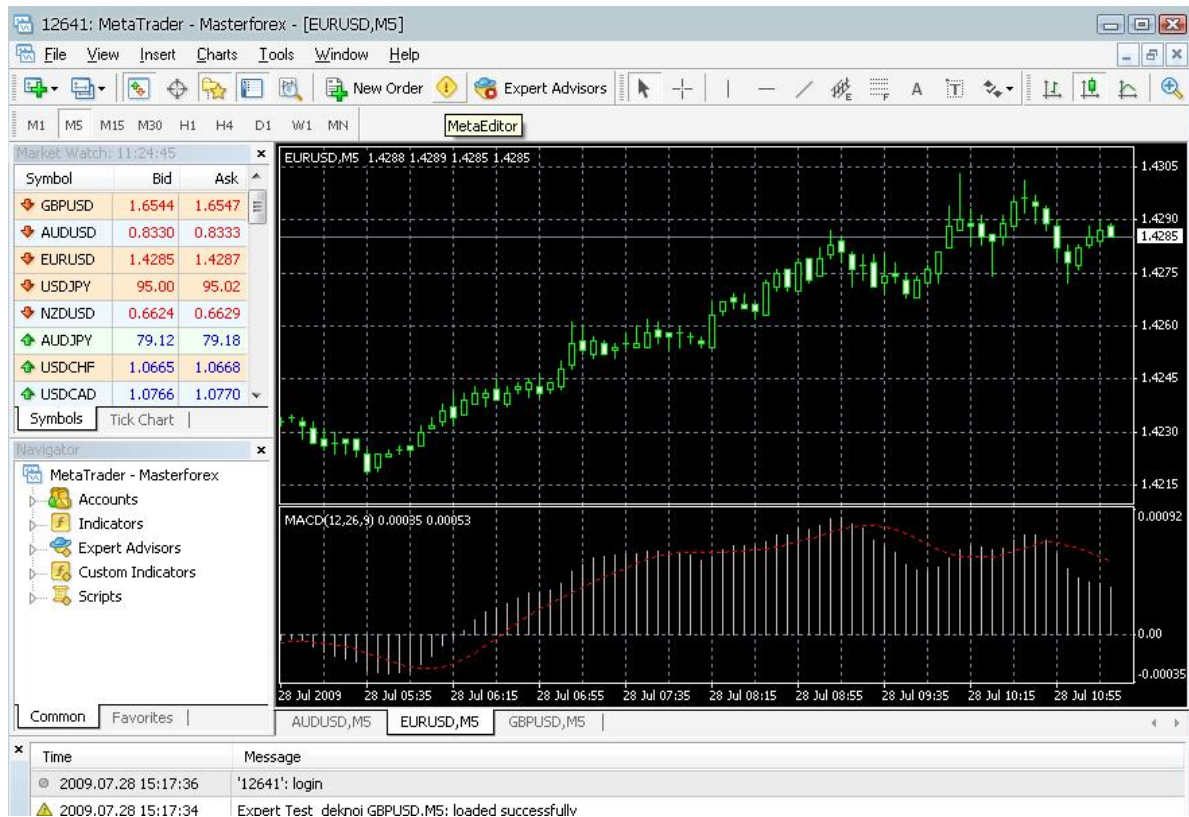 12641: MetaTrader - Masterforex - [EURUSD,M5]
File View Insert Charts Tools Window Help
New Order Expert Advisors E F A T
M1 M5 M15 M30 H1 H4 D1 W1 MN
MetaEditor
Market Watch: 11:24:45
Symbol Bid Ask
GBPUSD 1.6544 1.6547
AUDUSD 0.8330 0.8333
EURUSD 1.4285 1.4287
USDJPY 95.00 95.02
NZDUSD 0.6624 0.6629
AUDJPY 79.12 79.18
USDCHF 1.0665 1.0668
USDCAD 1.0766 1.0770
Symbols Tick Chart
Navigator
MetaTrader - Masterforex
Accounts
Indicators
Expert Advisors
Custom Indicators
Scripts
Common Favorites
EURUSD,M5 1.4288 1.4289 1.4285 1.4285
1.4305
1.4290
1.4285
1.4275
1.4260
1.4245
1.4230
1.4215
MACD(12,26,9) 0.00035 0.00053
0.00092
0.00
-0.00035
28 Jul 2009 28 Jul 05:35 28 Jul 06:15 28 Jul 06:55 28 Jul 07:35 28 Jul 08:15 28 Jul 08:55 28 Jul 09:35 28 Jul 10:15 28 Jul 10:55
AUDUSD,M5 EURUSD,M5 GBPUSD,M5
Time Message
2009.07.28 15:17:36 '12641': login
2009.07.28 15:17:34 Expert Test_deknoi GBPUSD,M5: loaded successfully